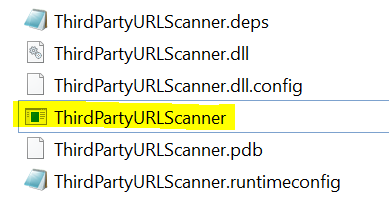 ThirdPartyURLScanner.deps
ThirdPartyURLScanner.dll
ThirdPartyURLScanner.dll.config
ThirdPartyURLScanner
ThirdPartyURLScanner.pdb
ThirdPartyURLScanner.runtimeconfig